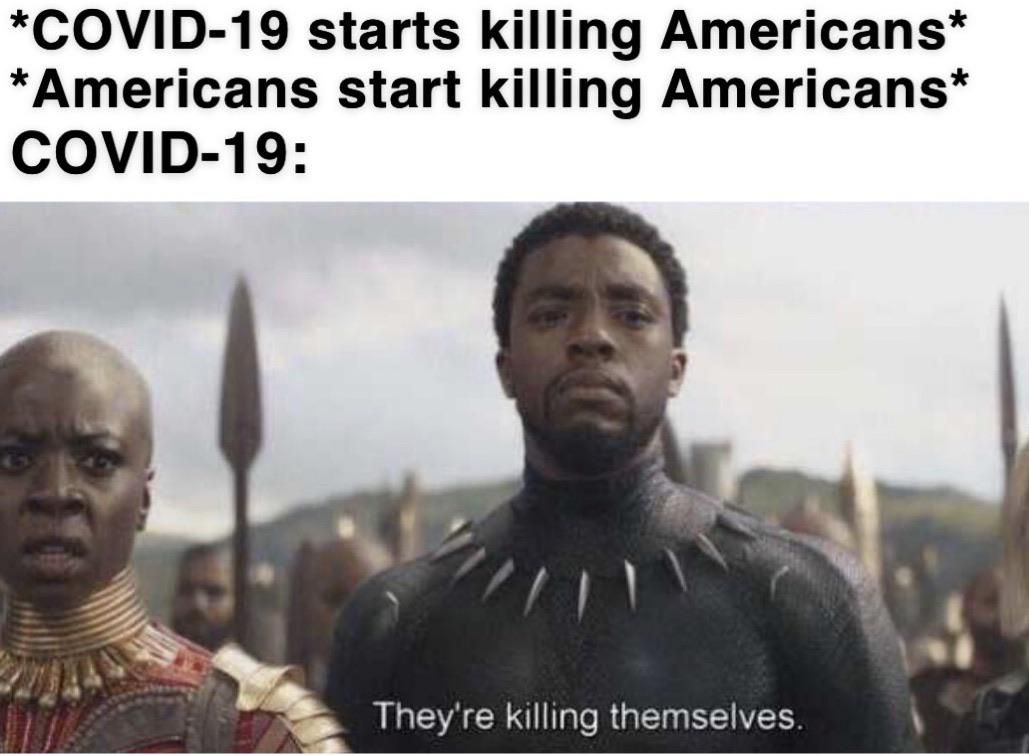 *COVID-19 starts killing Americans*
*Americans start killing Americans*
COVID-19:
They're killing themselves.